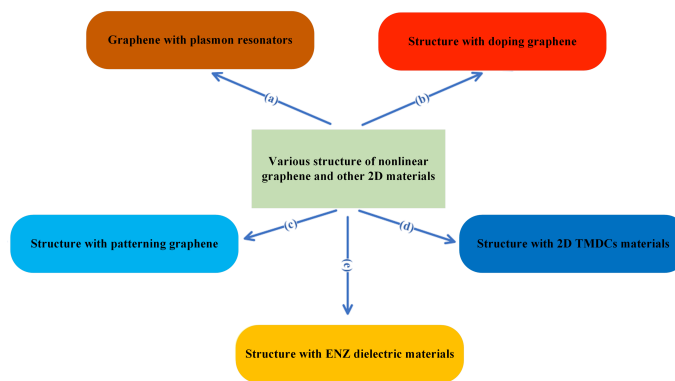 Graphene with plasmon resonators
Structure with doping graphene
(a)
(b)
Various structure of nonlinear
graphene and other 2D materials
(c)
(d)
Structure with patterning graphene
Structure with 2D TMDCs materials
(e)
Structure with ENZ dielectric materials